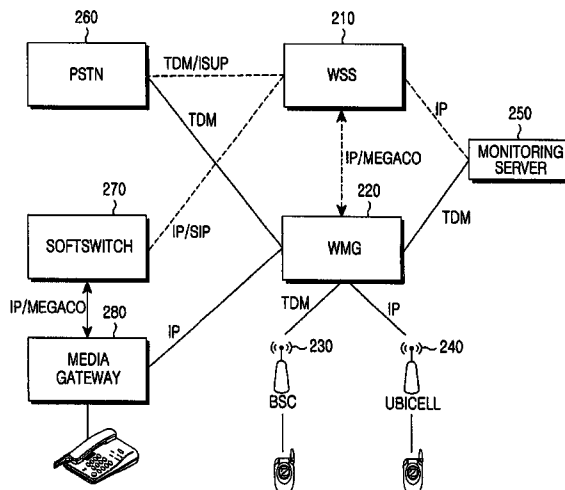 260
PSTN
TDM/ISUP
210
WSS
TDM
IP
250
MONITORING
SERVER
IP/MEGACO
220
WMG
270
SOFTSWITCH
IP/SIP
TDM
IP/MEGACO
280
MEDIA
GATEWAY
IP
TDM
IP
230
BSC
240
UBICELL